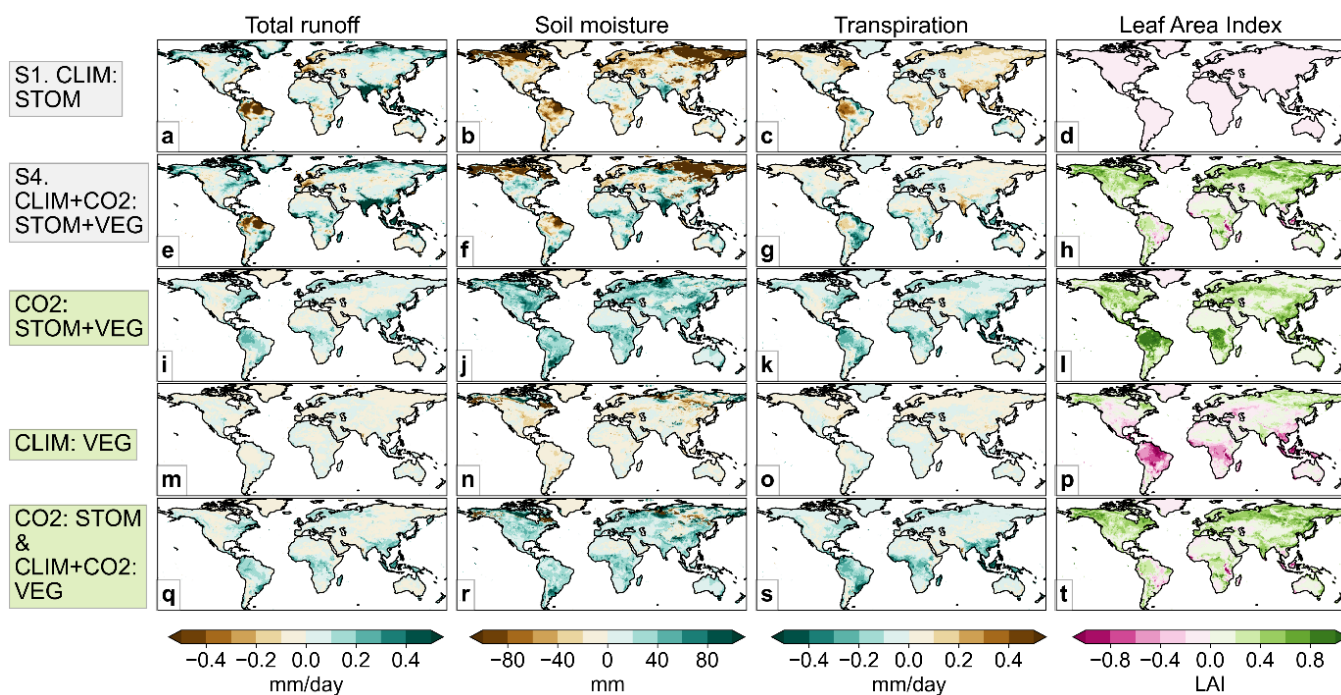 Total runoff
Soil moisture
Transpiration
Leaf Area Index
S1. CLIM:
STOM
a
b
c
d
S4.
CLIM+CO2:
STOM+VEG
e
f
g
h
CO2:
STOM+VEG
i
j
k
l
CLIM: VEG
m
n
o
p
CO2: STOM
&
CLIM+CO2:
VEG
q
r
s
t
−0.4 −0.2 0.0 0.2 0.4
−80 −40 0 40 80
−0.4 −0.2 0.0 0.2 0.4
−0.8 −0.4 0.0 0.4 0.8
mm/day
mm
mm/day
LAI